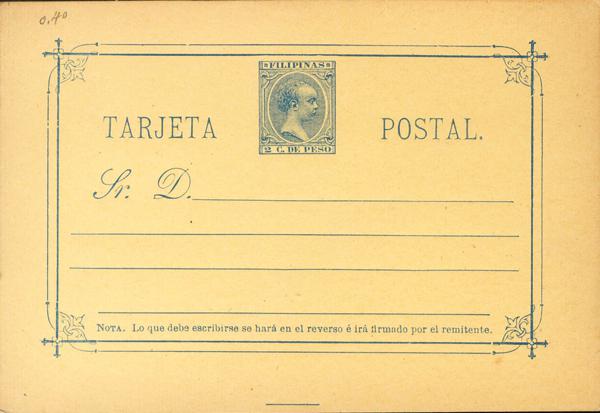 0.40
FILIPINAS
TARJETA POSTAL.
2 C. DE PESO
Sr. D.
NOTA. Lo que debe escribirse se hará en el reverso é irá firmado por el remitente.